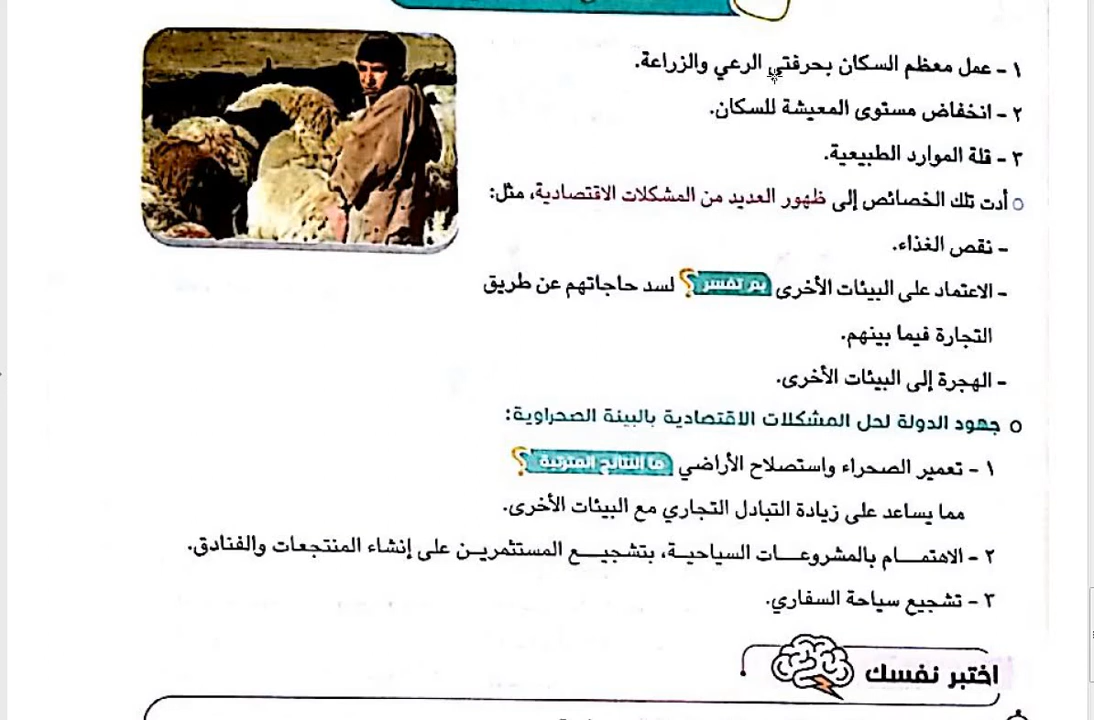 ١ - عمل معظم السكان بحرفتي الرعي والزراعة.
٢ - انخفاض مستوى المعيشة للسكان.
٣ - قلة الموارد الطبيعية.
أدت تلك الخصائص إلى ظهور العديد من المشكلات الاقتصادية، مثل:
- نقص الغذاء.
- الاعتماد على البيئات الأخرى بم تفسر؟ لسد حاجاتهم عن طريق
التجارة فيما بينهم.
- الهجرة إلى البيئات الأخرى.
جهود الدولة لحل المشكلات الاقتصادية بالبيئة الصحراوية:
١ - تعمير الصحراء واستصلاح الأراضي ما النتائج المترتبة؟
مما يساعد على زيادة التبادل التجاري مع البيئات الأخرى.
٢ - الاهتمام بالمشروعات السياحية، بتشجيع المستثمرين على إنشاء المنتجعات والفنادق.
٣ - تشجيع سياحة السفاري.
اختبر نفسك